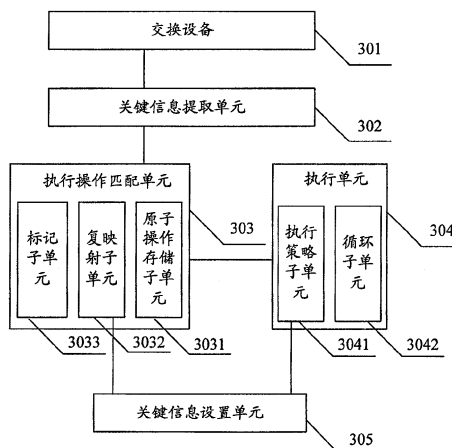 交换设备
301
关键信息提取单元
302
执行操作匹配单元
标记子单元
复映射子单元
原子操作存储子单元
303
执行单元
执行策略子单元
循环子单元
304
3033
3032
3031
3041
3042
关键信息设置单元
305